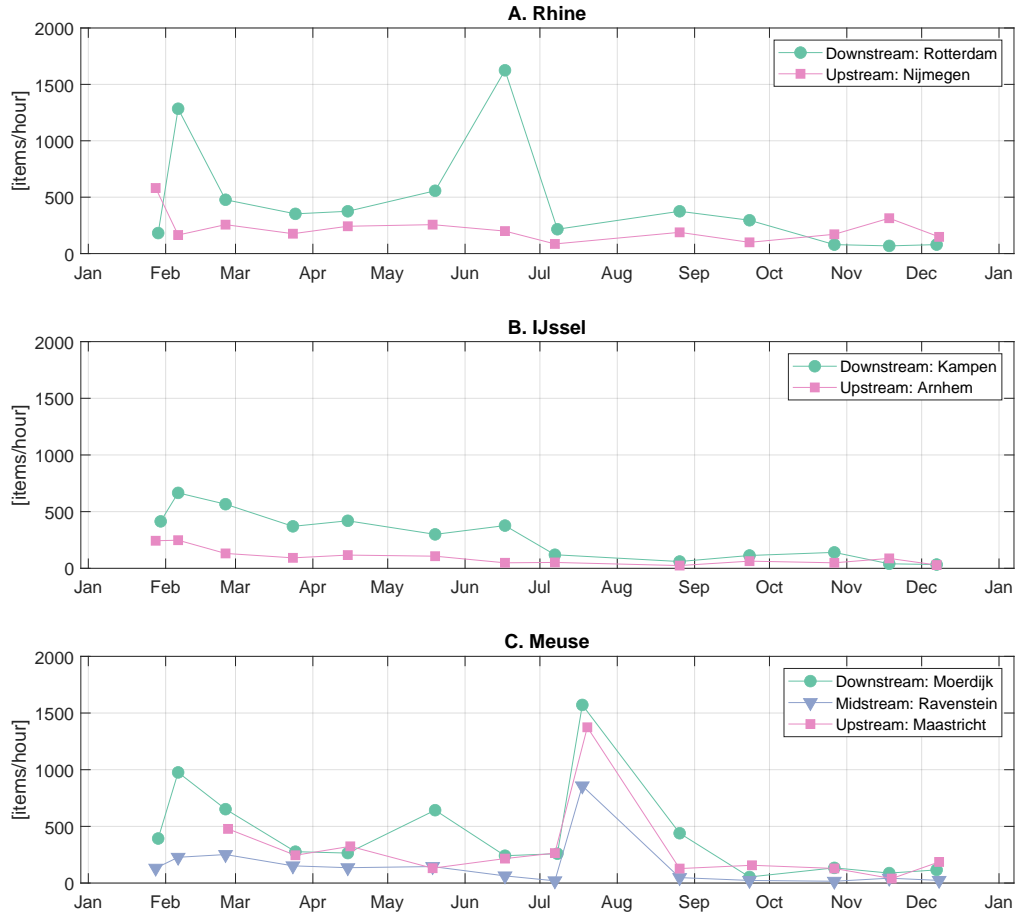 A. Rhine
2000
1500
1000
500
0
[items/hour]
Downstream: Rotterdam
Upstream: Nijmegen
Jan Feb Mar Apr May Jun Jul Aug Sep Oct Nov Dec Jan
B. IJssel
2000
1500
1000
500
0
[items/hour]
Downstream: Kampen
Upstream: Arnhem
Jan Feb Mar Apr May Jun Jul Aug Sep Oct Nov Dec Jan
C. Meuse
2000
1500
1000
500
0
[items/hour]
Downstream: Moerdijk
Midstream: Ravenstein
Upstream: Maastricht
Jan Feb Mar Apr May Jun Jul Aug Sep Oct Nov Dec Jan